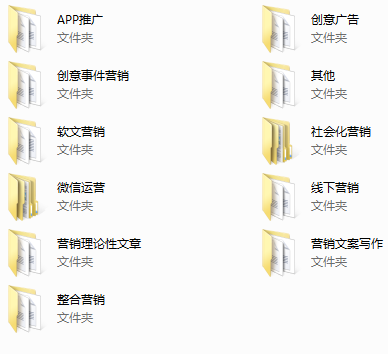 APP推广
文件夹
创意广告
文件夹
创意事件营销
文件夹
其他
文件夹
软文营销
文件夹
社会化营销
文件夹
微信运营
文件夹
线下营销
文件夹
营销理论性文章
文件夹
营销文案写作
文件夹
整合营销
文件夹